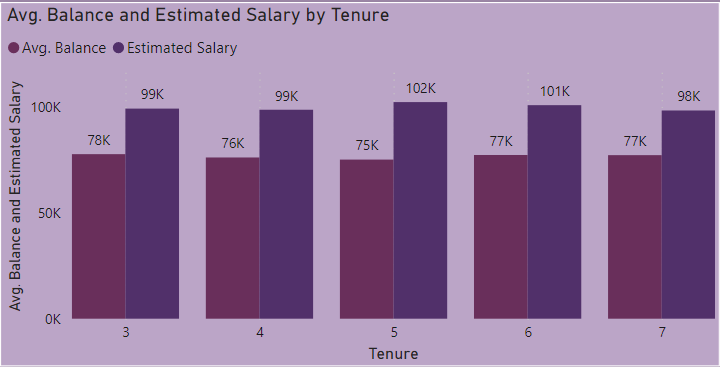 Avg. Balance and Estimated Salary by Tenure
Avg. Balance Estimated Salary
Avg. Balance and Estimated Salary
100K
50K
0K
78K 99K 76K 99K 75K 102K 77K 101K 77K 98K
3 4 5 6 7
Tenure